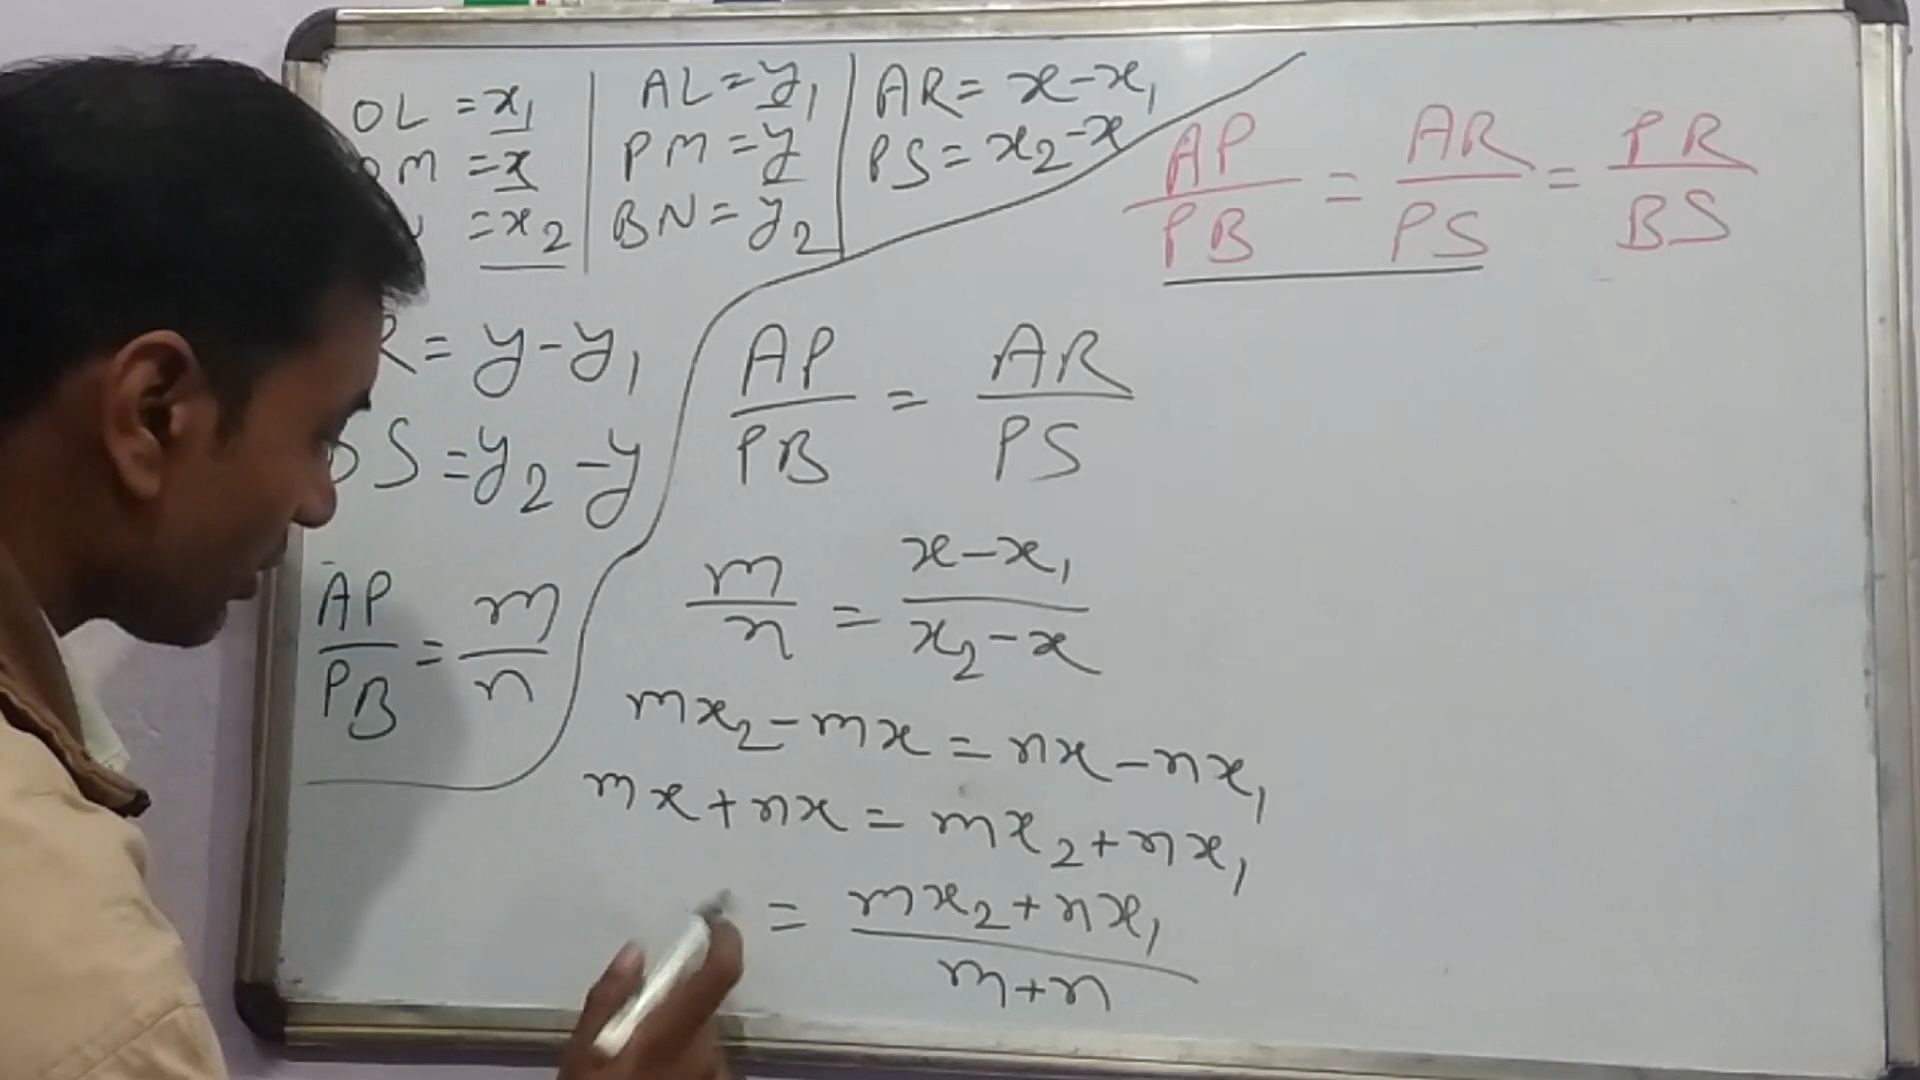 OL = x₁ | AL = y₁ | AR = x - x₁
M = x | PM = y | PS = x₂ - x
= x₂ | BN = y₂
AP/PB = AR/PS = PR/BS
R = y - y₁
S = y₂ - y
AP/PB = m/n
AP/PB = AR/PS
m/n = (x - x₁)/(x₂ - x)
mx₂ - mx = nx - nx₁
mx + nx = mx₂ + nx₁
= (mx₂ + nx₁)/(m + n)